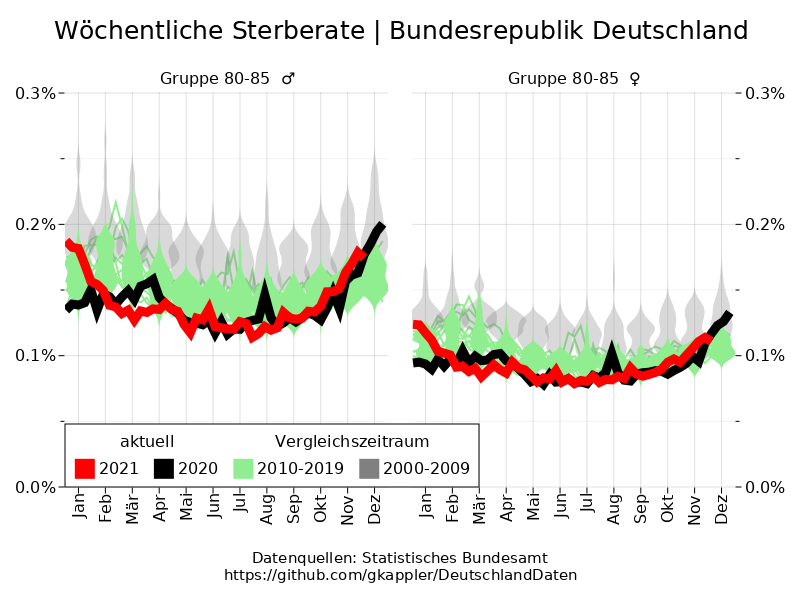 Wöchentliche Sterberate | Bundesrepublik Deutschland
Gruppe 80-85 ♂
Gruppe 80-85 ♀
0.3%
0.3%
0.2%
0.2%
0.1%
0.1%
0.0%
0.0%
aktuell
Vergleichszeitraum
2021
2020
2010-2019
2000-2009
Jan
Feb
Mär
Apr
Mai
Jun
Jul
Aug
Sep
Okt
Nov
Dez
Jan
Feb
Mär
Apr
Mai
Jun
Jul
Aug
Sep
Okt
Nov
Dez
Datenquellen: Statistisches Bundesamt
https://github.com/gkappler/DeutschlandDaten